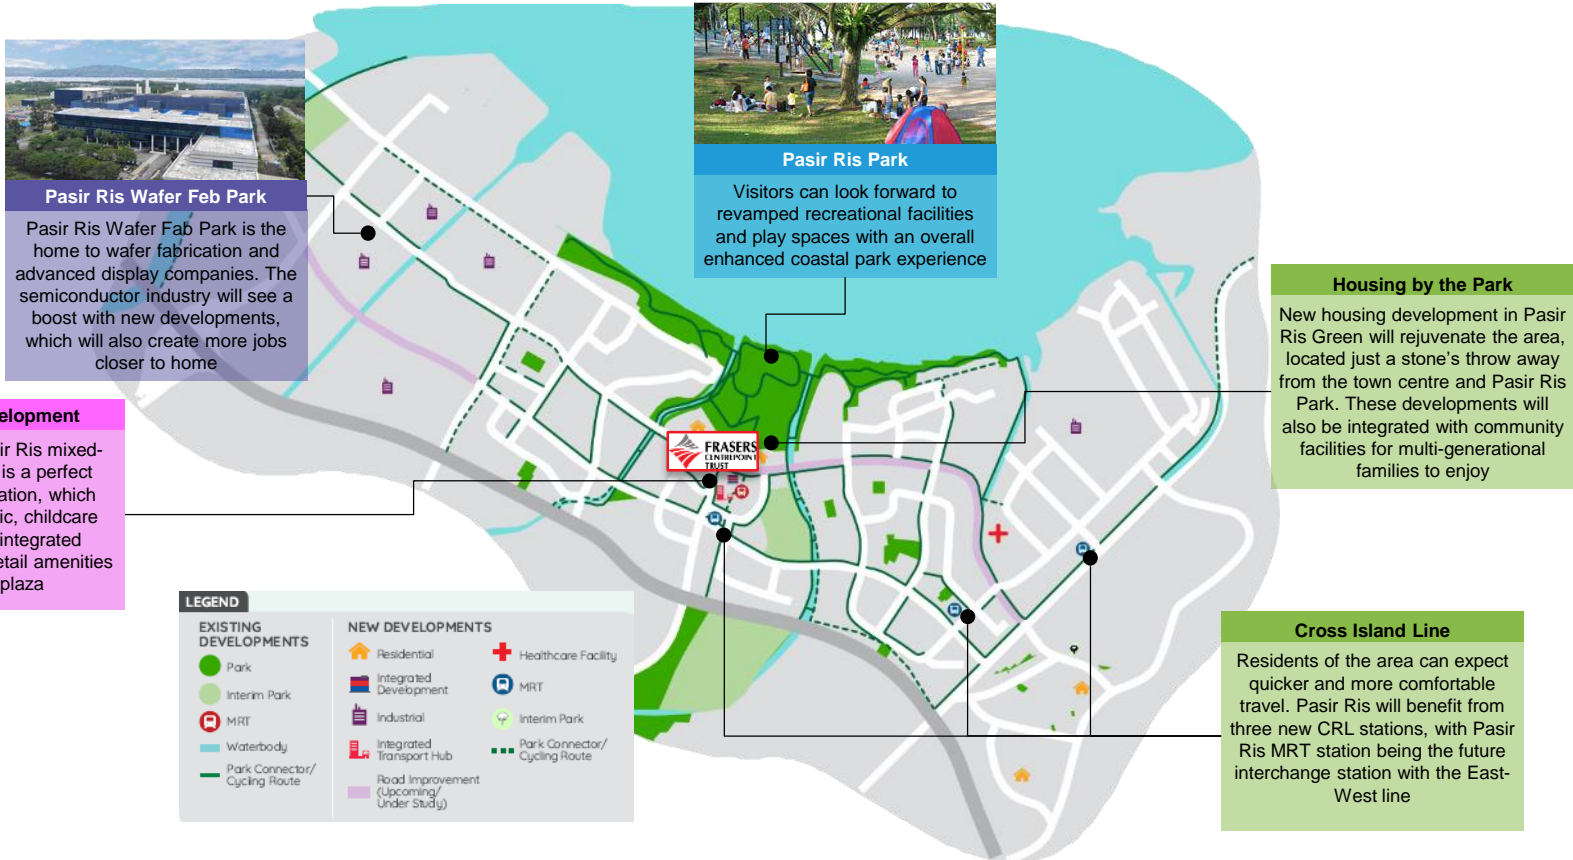 Pasir Ris Wafer Feb Park
Pasir Ris Wafer Fab Park is the
home to wafer fabrication and
advanced display companies. The
semiconductor industry will see a
boost with new developments,
which will also create more jobs
closer to home
Pasir Ris Park
Visitors can look forward to
revamped recreational facilities
and play spaces with an overall
enhanced coastal park experience
Housing by the Park
New housing development in Pasir
Ris Green will rejuvenate the area,
located just a stone's throw away
from the town centre and Pasir Ris
Park. These developments will
also be integrated with community
facilities for multi-generational
families to enjoy
elopment
ir Ris mixed-
is a perfect
ation, which
ic, childcare
integrated
etail amenities
plaza
FRASERS
CENTREPOINT
TRUST
Cross Island Line
Residents of the area can expect
quicker and more comfortable
travel. Pasir Ris will benefit from
three new CRL stations, with Pasir
Ris MRT station being the future
interchange station with the East-
West line
LEGEND
EXISTING
DEVELOPMENTS
Park
Interim Park
MRT
Waterbody
Park Connector/
Cycling Route
NEW DEVELOPMENTS
Residential
Integrated
Development
Industrial
Integrated
Transport Hub
Road Improvement
(Upcoming/
Under Study)
Healthcare Facility
MRT
Interim Park
Park Connector/
Cycling Route